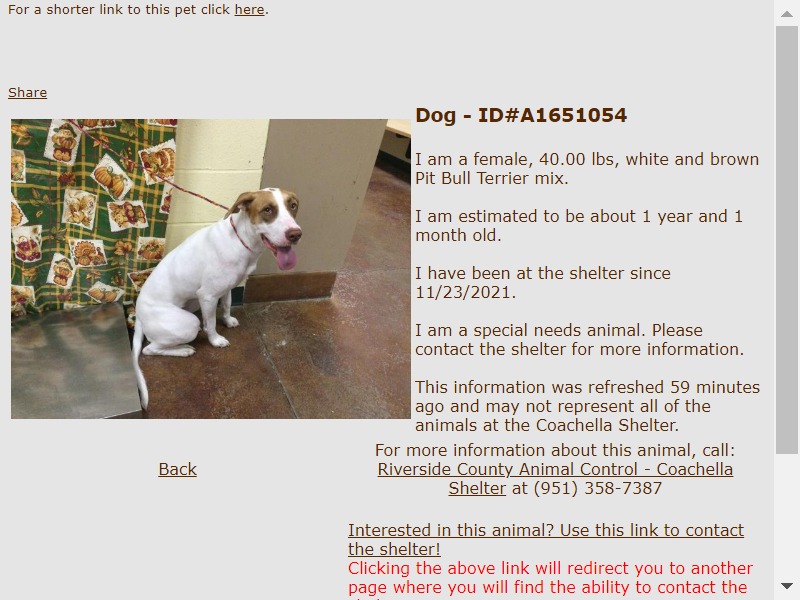 For a shorter link to this pet click here.
Share
Dog - ID#A1651054
I am a female, 40.00 lbs, white and brown
Pit Bull Terrier mix.
I am estimated to be about 1 year and 1
month old.
I have been at the shelter since
11/23/2021.
I am a special needs animal. Please
contact the shelter for more information.
This information was refreshed 59 minutes
ago and may not represent all of the
animals at the Coachella Shelter.
Back
For more information about this animal, call:
Riverside County Animal Control - Coachella
Shelter at (951) 358-7387
Interested in this animal? Use this link to contact
the shelter!
Clicking the above link will redirect you to another
page where you will find the ability to contact the